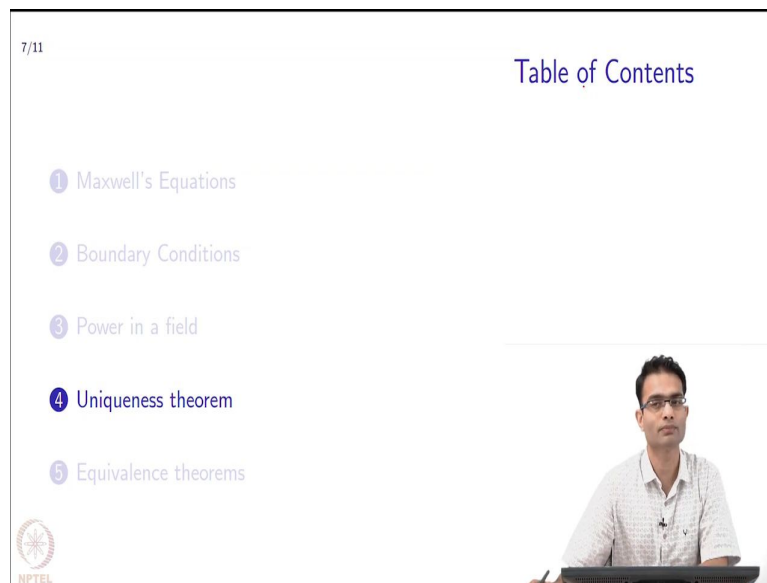 7/11
Table of Contents
1 Maxwell's Equations
2 Boundary Conditions
3 Power in a field
4 Uniqueness theorem
5 Equivalence theorems
NPTEL